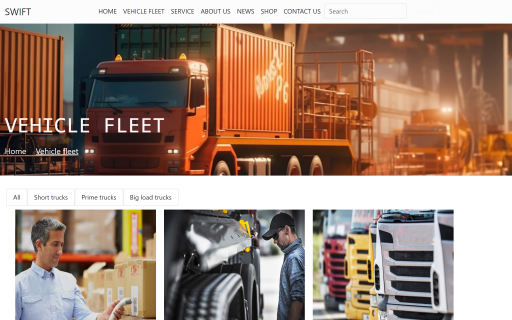 SWIFT
HOME VEHICLE FLEET SERVICE ABOUT US NEWS SHOP CONTACT US Search
VEHICLE FLEET
Home Vehicle fleet
All Short trucks Prime trucks Big load trucks